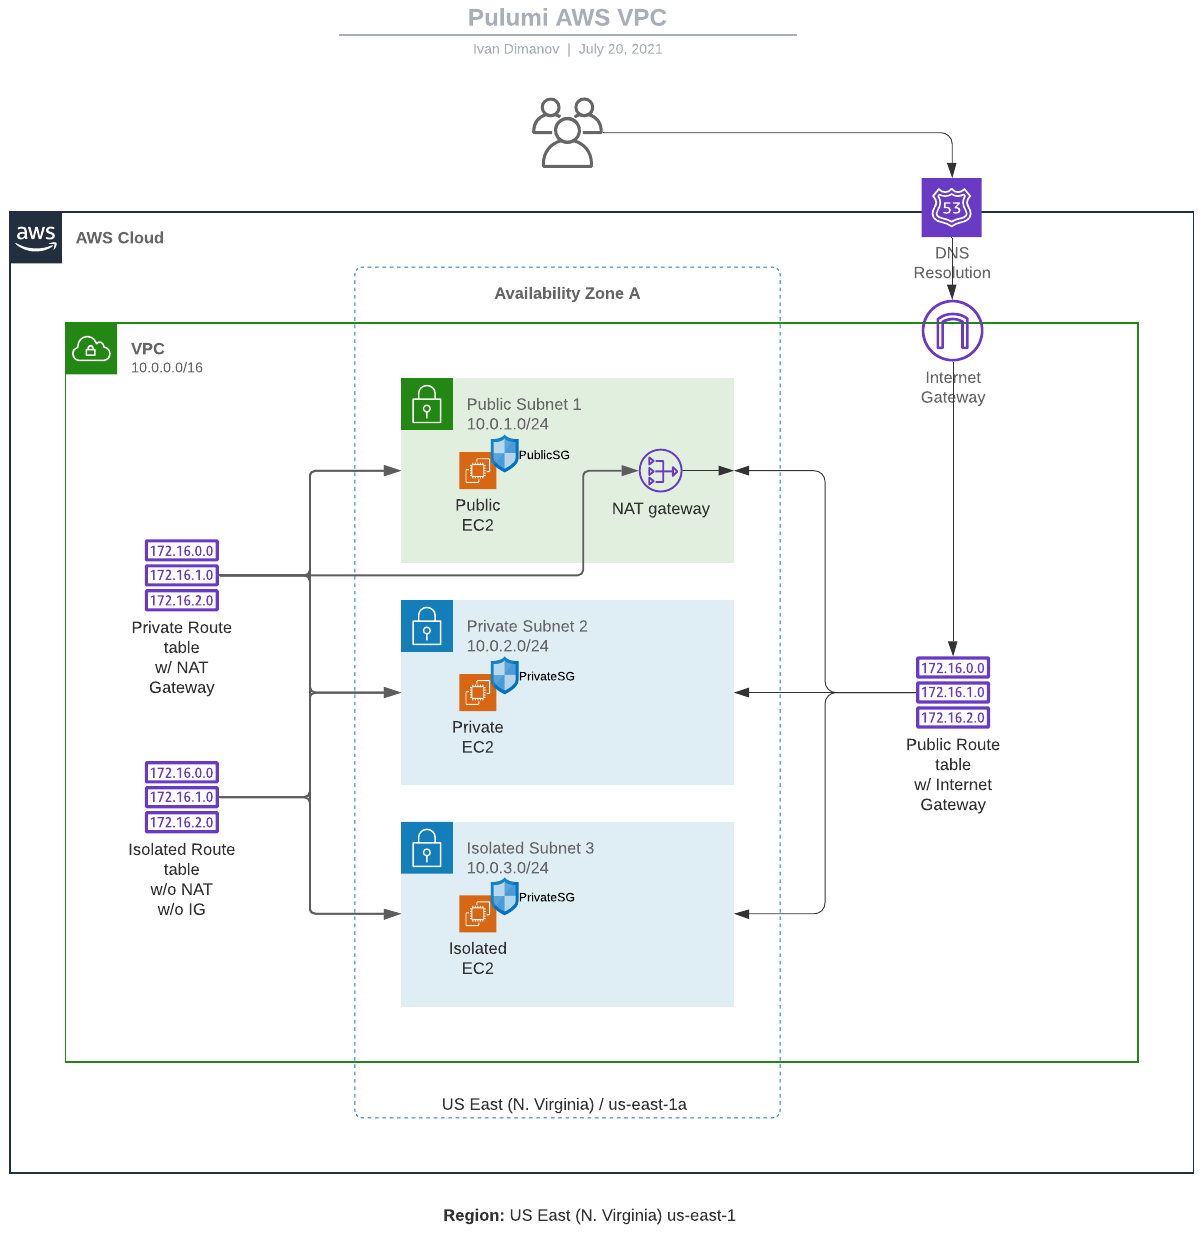 Pulumi AWS VPC
Ivan Dimanov | July 20, 2021
53
DNS
Resolution
aws
AWS Cloud
Availability Zone A
VPC
10.0.0.0/16
Internet
Gateway
Public Subnet 1
10.0.1.0/24
PublicSG
Public
EC2
NAT gateway
172.16.0.0
172.16.1.0
172.16.2.0
Private Route
table
w/ NAT
Gateway
Private Subnet 2
10.0.2.0/24
PrivateSG
Private
EC2
172.16.0.0
172.16.1.0
172.16.2.0
Public Route
table
w/ Internet
Gateway
172.16.0.0
172.16.1.0
172.16.2.0
Isolated Route
table
w/o NAT
w/o IG
Isolated Subnet 3
10.0.3.0/24
PrivateSG
Isolated
EC2
US East (N. Virginia) / us-east-1a
Region: US East (N. Virginia) us-east-1